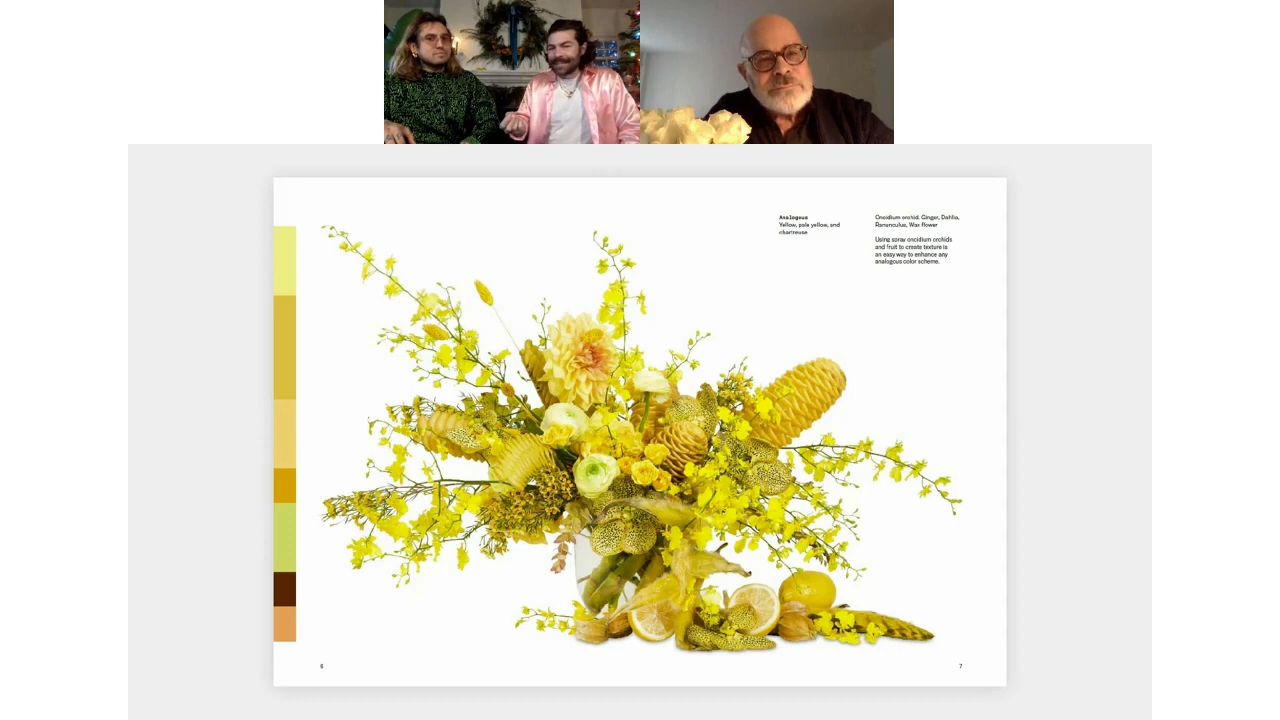 Analogous
Yellow, pale yellow, and
chartreuse
Oncidium orchid, Ginger, Dahlia,
Ranunculus, Wax flower
Using spray oncidium orchids
and fruit to create texture is
an easy way to enhance any
analogous color scheme.
6
7